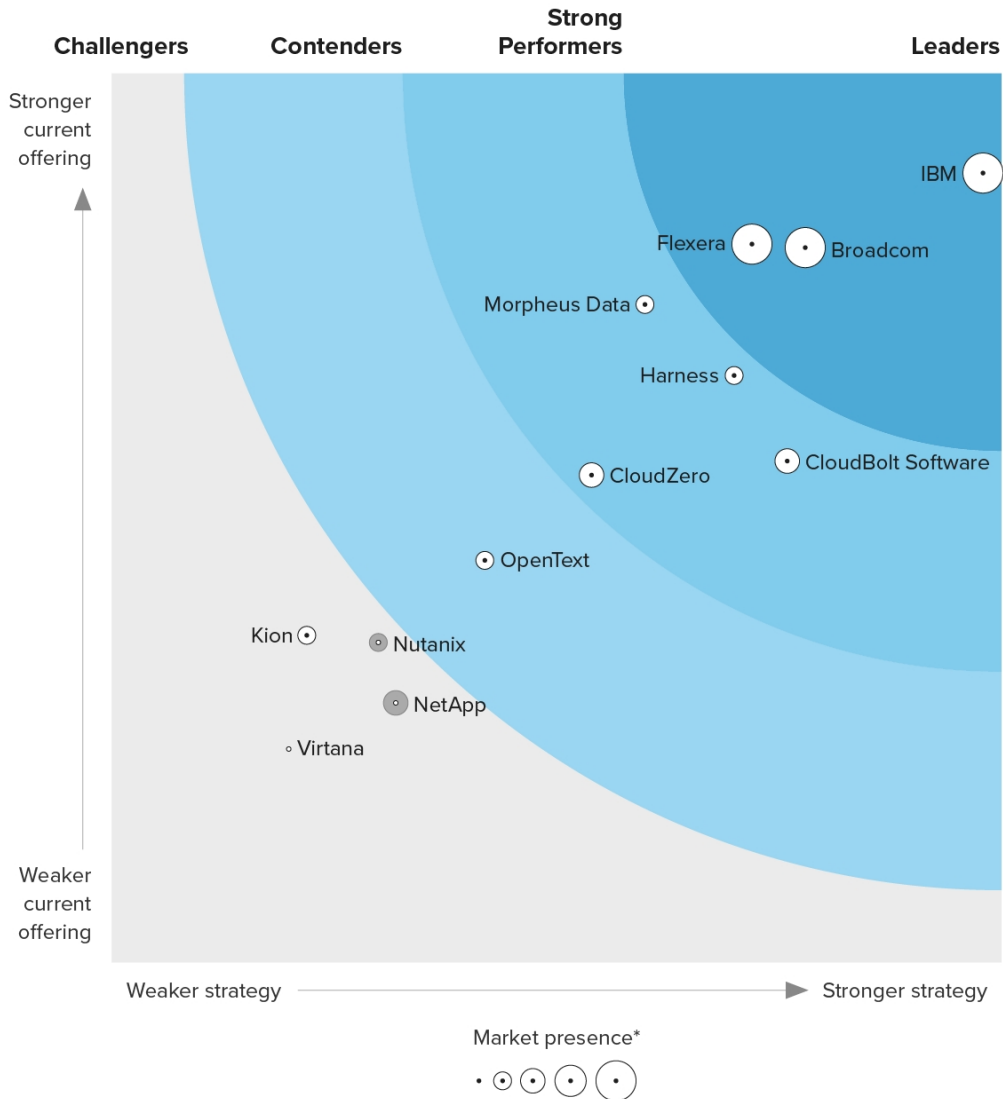 Challengers
Contenders
Strong
Performers
Leaders
Stronger
current
offering
IBM
Flexera
Broadcom
Morpheus Data
Harness
CloudBolt Software
CloudZero
OpenText
Kion
Nutanix
NetApp
Virtana
Weaker
current
offering
Weaker strategy
Stronger strategy
Market presence*